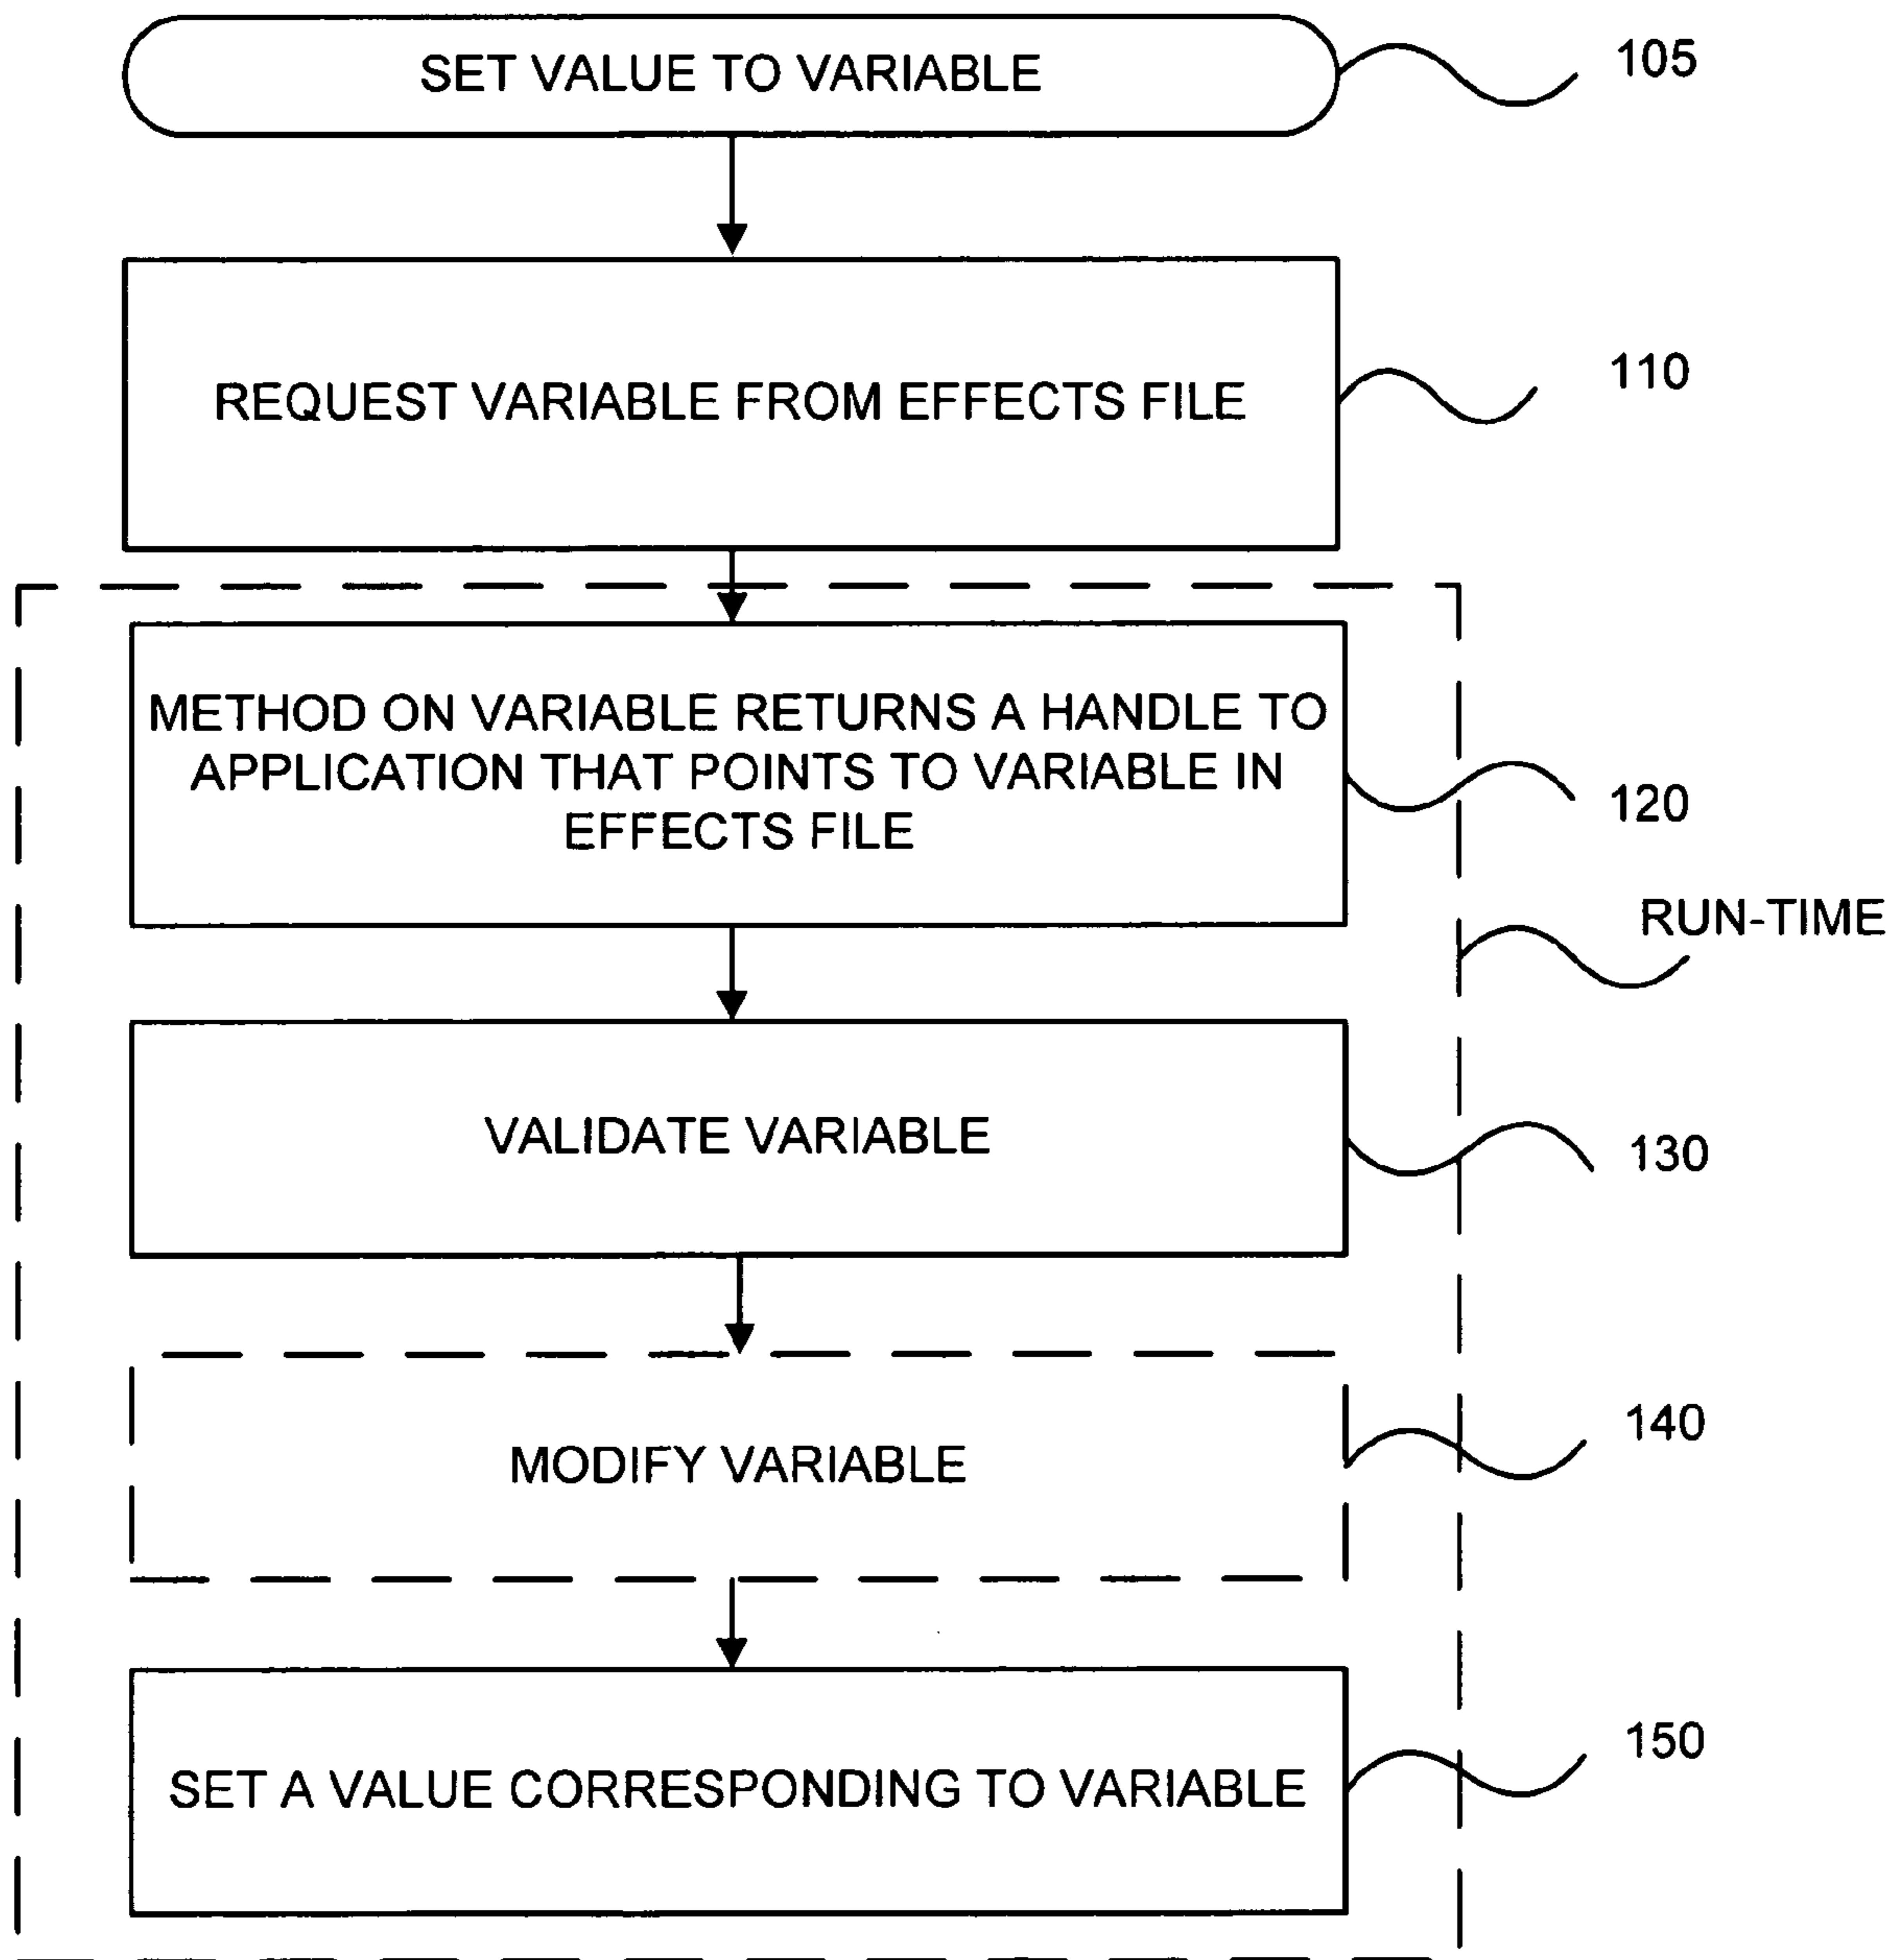 SET VALUE TO VARIABLE
105
REQUEST VARIABLE FROM EFFECTS FILE
110
METHOD ON VARIABLE RETURNS A HANDLE TO
APPLICATION THAT POINTS TO VARIABLE IN
EFFECTS FILE
120
RUN-TIME
VALIDATE VARIABLE
130
MODIFY VARIABLE
140
SET A VALUE CORRESPONDING TO VARIABLE
150